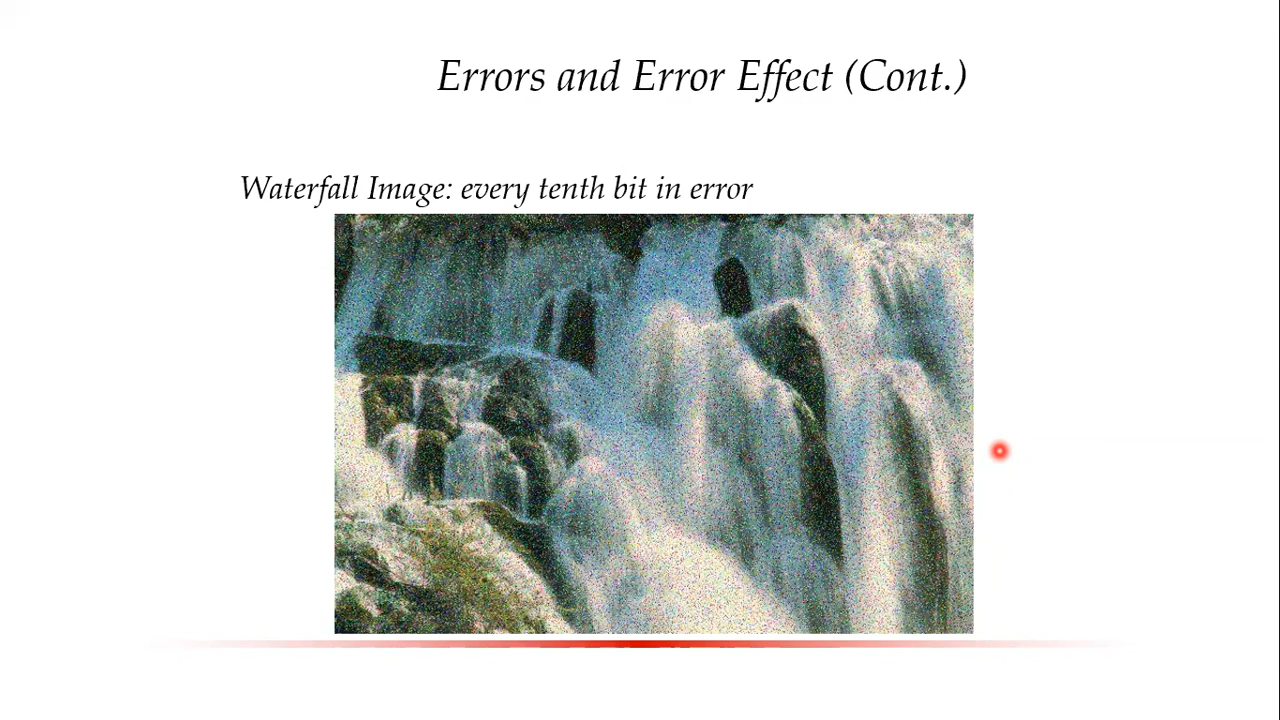 Errors and Error Effect (Cont.)
Waterfall Image: every tenth bit in error